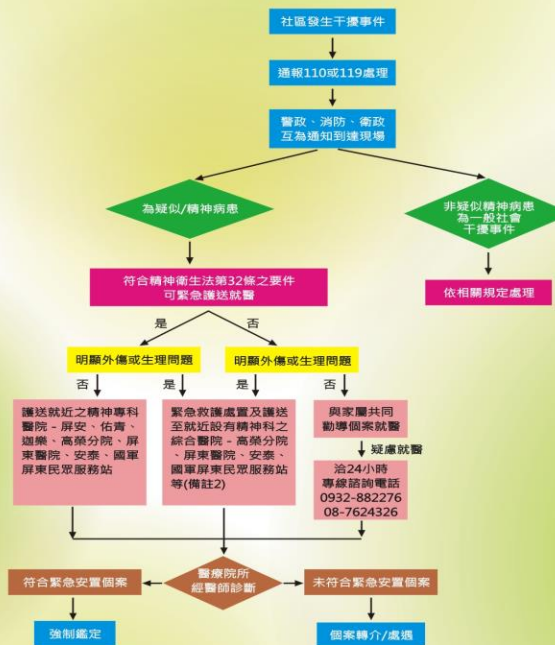 社區發生干擾事件
通報110或119處理
警政、消防、衛政
互為通知到達現場
為疑似/精神病患
非疑似精神病患
為一般社會
干擾事件
符合精神衛生法第32條之要件
可緊急護送就醫
依相關規定處理
是
否
明顯外傷或生理問題
明顯外傷或生理問題
否
是
是
否
護送就近之精神專科
醫院-屏安、佑青、
迦樂、高榮分院、屏
東醫院、安泰、國軍
屏東民眾服務站
緊急救護處置及護送
至就近設有精神科之
綜合醫院-高榮分院
、屏東醫院、安泰、
國軍屏東民眾服務站
等(備註2)
與家屬共同
勸導個案就醫
疑慮就醫
洽24小時
專線諮詢電話
0932-882276
08-7624326
符合緊急安置個案
醫療院所
經醫師診斷
未符合緊急安置個案
強制鑑定
個案轉介/處遇